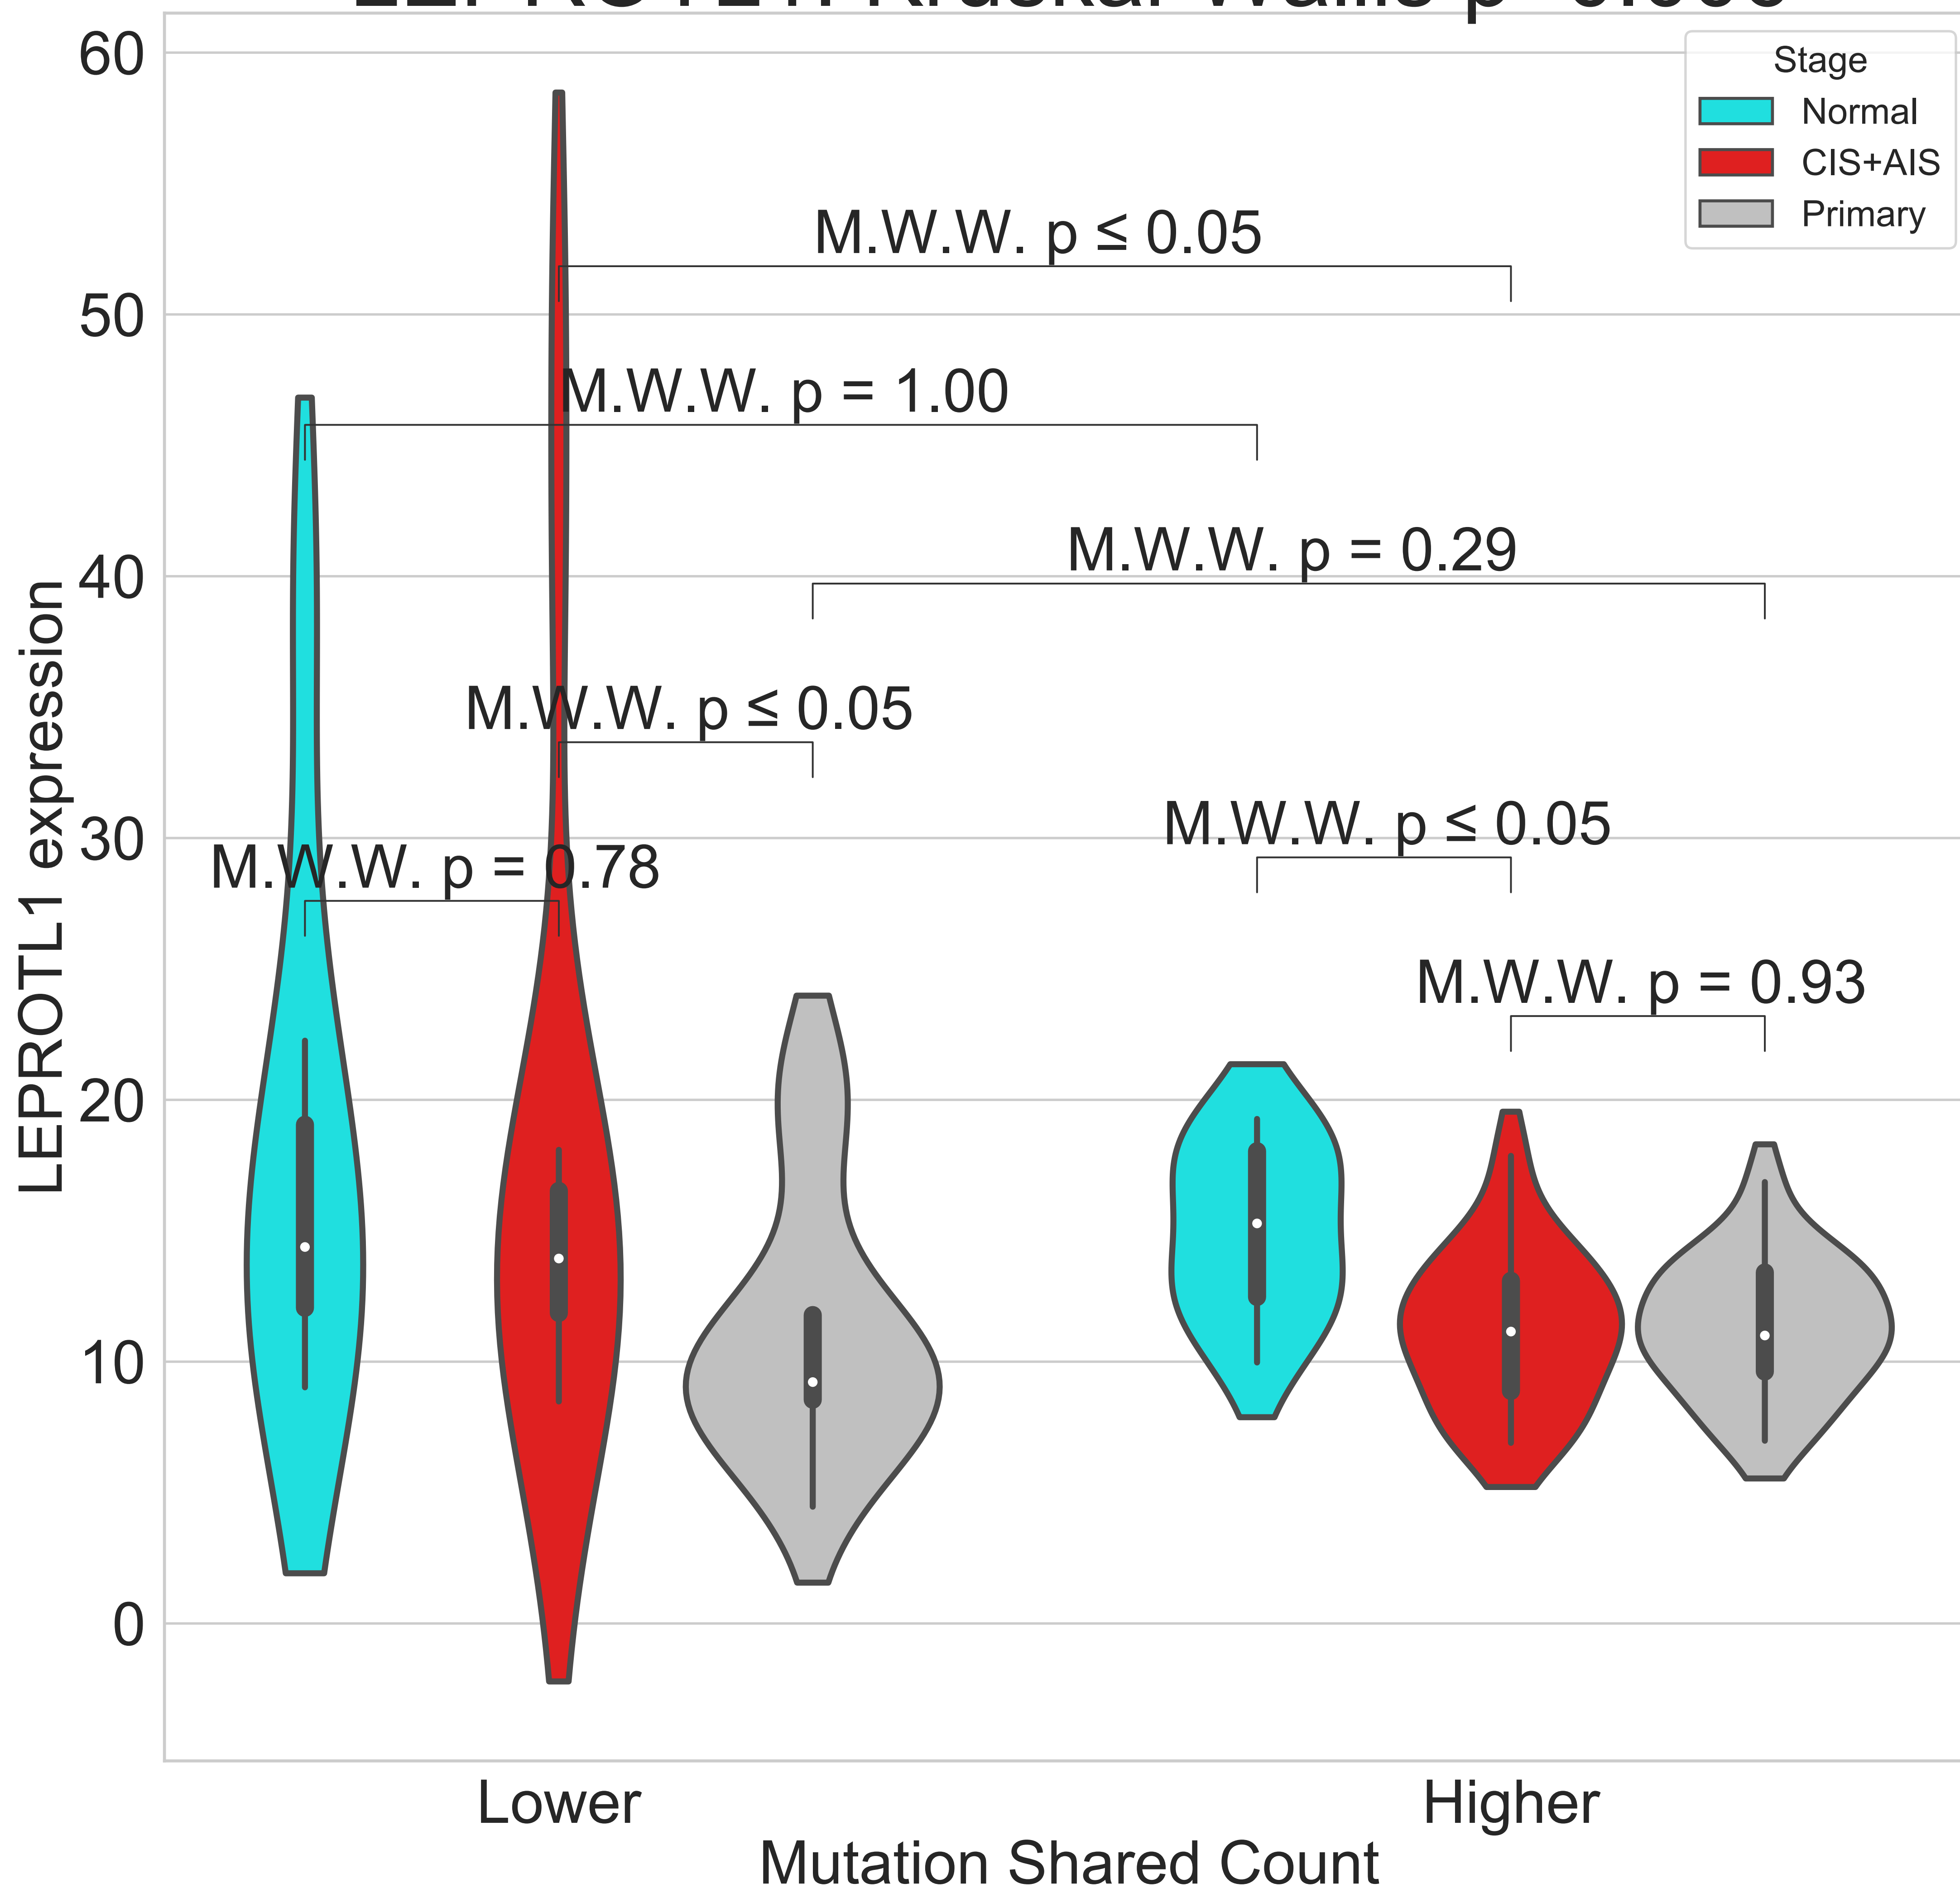 60
Stage
Normal
CIS+AIS
Primary
M.W.W. p ≤ 0.05
50
M.W.W. p = 1.00
M.W.W. p = 0.29
40
M.W.W. p ≤ 0.05
M.W.W. p ≤ 0.05
30
M.W.W. p = 0.78
M.W.W. p = 0.93
20
10
0
LEPROTL1 expression
Lower
Higher
Mutation Shared Count